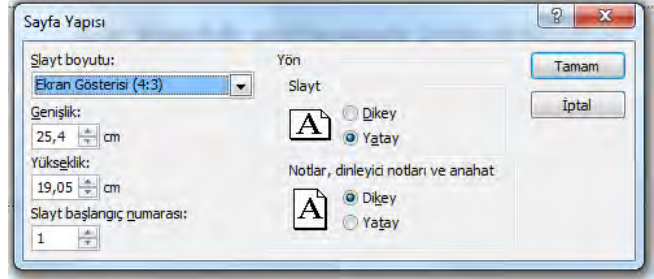 Sayfa Yapısı
Slayt boyutu:
Ekran Gösterisi (4:3)
Genişlik:
25,4 cm
Yükseklik:
19,05 cm
Slayt başlangıç numarası:
1
Yön
Slayt
A
Dikey
Yatay
Notlar, dinleyici notları ve anahat
A
Dikey
Yatay
Tamam
İptal